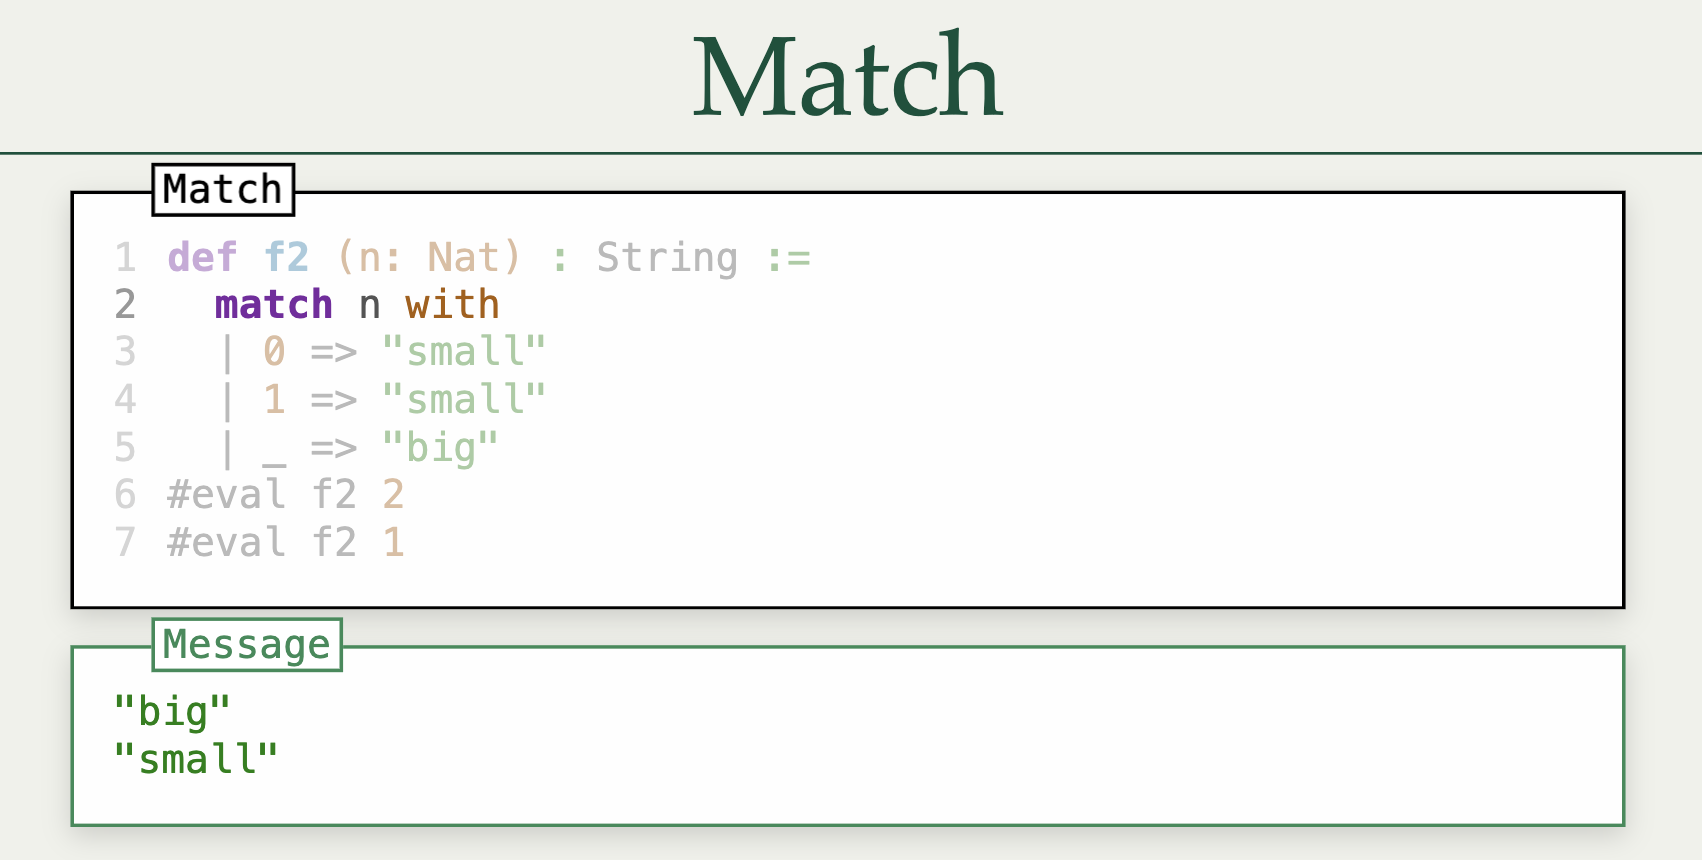 Match
Match
1 def f2 (n: Nat) : String :=
2   match n with
3   | 0 => "small"
4   | 1 => "small"
5   | _ => "big"
6 #eval f2 2
7 #eval f2 1
Message
"big"
"small"